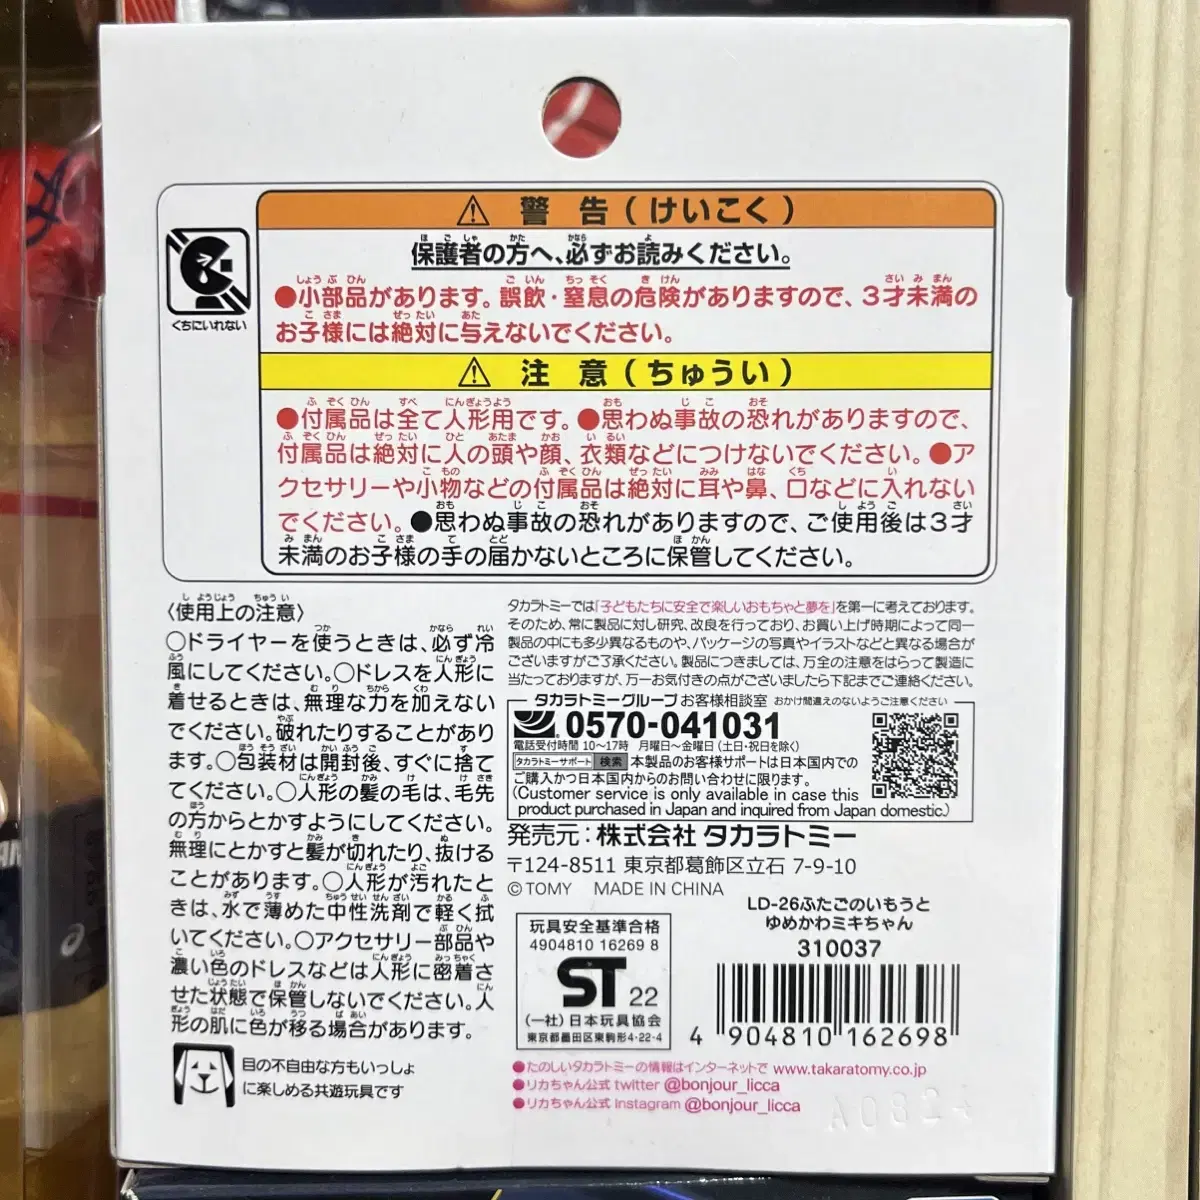 警告(けいこく)
保護者の方へ、必ずお読みください。
くちにいれない
●小部品があります。誤飲・窒息の危険がありますので、3才未満の
お子様には絶対に与えないでください。
注意(ちゅうい)
●付属品は全て人形用です。●思わぬ事故の恐れがありますので、
付属品は絶対に人の頭や顔、衣類などにつけないでください。●ア
クセサリーや小物などの付属品は絶対に耳や鼻、口などに入れない
でください。●思わぬ事故の恐れがありますので、ご使用後は3才
未満のお子様の手の届かないところに保管してください。
〈使用上の注意〉
○ドライヤーを使うときは、必ず冷
風にしてください。○ドレスを人形に
着せるときは、無理な力を加えない
でください。破れたりすることがあり
ます。○包装材は開封後、すぐに捨て
てください。○人形の髪の毛は、毛先
の方からとかすようにしてください。
無理にとかすと髪が切れたり、抜ける
ことがあります。○人形が汚れたと
きは、水で薄めた中性洗剤で軽く拭
いてください。○アクセサリー部品や
濃い色のドレスなどは人形に密着さ
せた状態で保管しないでください。人
形の肌に色が移る場合があります。
目の不自由な方もいっしょ
に楽しめる共遊玩具です
タカラトミーでは「子どもたちに安全で楽しいおもちゃと夢を」を第一に考えております。
そのため、常に製品に対し研究、改良を行っており、お買い上げ時期によって同一
製品の中にも多少異なるものや、パッケージの写真やイラストなどと異なる場合が
ございますがご了承ください。製品につきましては、万全の注意をはらって製造に
当たっておりますが、万一お気付きの点がございましたら下記までご連絡ください。
タカラトミーグループお客様相談室 おかけ間違えのないようご注意ください
0570-041031
電話受付時間 10〜17時 月曜日〜金曜日(土日・祝日を除く)
タカラトミーサポート 検索 本製品のお客様サポートは日本国内での
ご購入かつ日本国内からのお問い合わせに限ります。
(Customer service is only available in case this
product purchased in Japan and inquired from Japan domestic.)
発売元:株式会社 タカラトミー
〒124-8511 東京都葛飾区立石 7-9-10
©TOMY MADE IN CHINA
玩具安全基準合格
4904810 16269 8
ST 22
(一社)日本玩具協会
東京都墨田区東駒形4-22-4
LD-26ふたごのいもうと
ゆめかわミキちゃん
310037
4 904810 162698
●たのしいタカラトミーの情報はインターネットで www.takaratomy.co.jp
●リカちゃん公式 twitter @bonjour_licca
●リカちゃん公式 Instagram @bonjour_licca
A0824